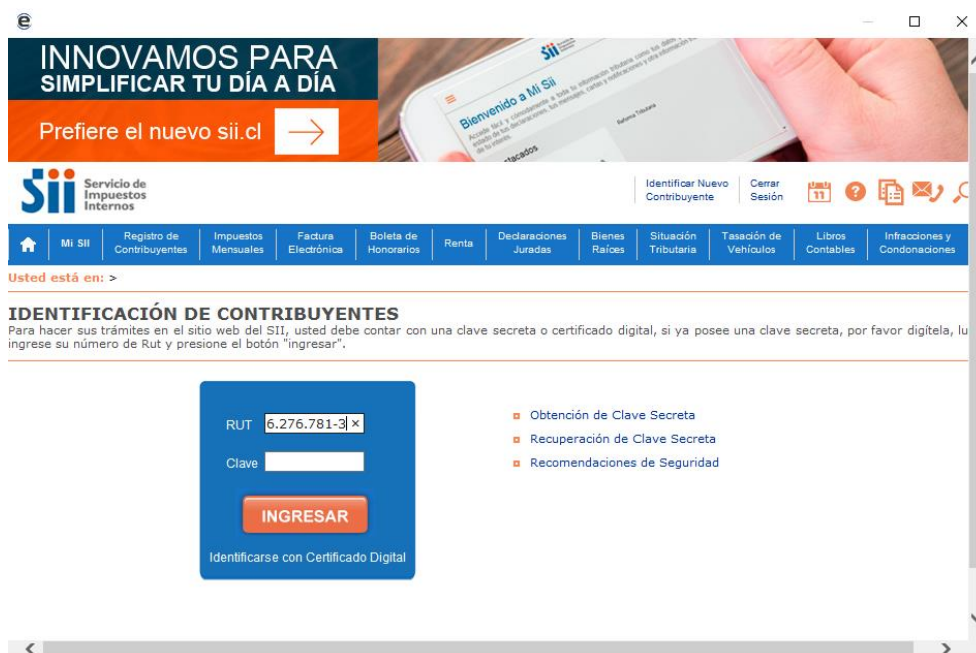 INNOVAMOS PARA
SIMPLIFICAR TU DÍA A DÍA
Prefiere el nuevo sii.cl
Sii
Bienvenido a Mi Sii
Sii Servicio de
Impuestos
Internos
Identificar Nuevo
Contribuyente
Cerrar
Sesión
11
Mi SII
Registro de
Contribuyentes
Impuestos
Mensuales
Factura
Electrónica
Boleta de
Honorarios
Renta
Declaraciones
Juradas
Bienes
Raíces
Situación
Tributaria
Tasación de
Vehículos
Libros
Contables
Infracciones y
Condonaciones
Usted está en: >
IDENTIFICACIÓN DE CONTRIBUYENTES
Para hacer sus trámites en el sitio web del SII, usted debe contar con una clave secreta o certificado digital, si ya posee una clave secreta, por favor digítela, lu
ingrese su número de Rut y presione el botón "ingresar".
RUT 6.276.781-3
Clave
INGRESAR
Identificarse con Certificado Digital
Obtención de Clave Secreta
Recuperación de Clave Secreta
Recomendaciones de Seguridad